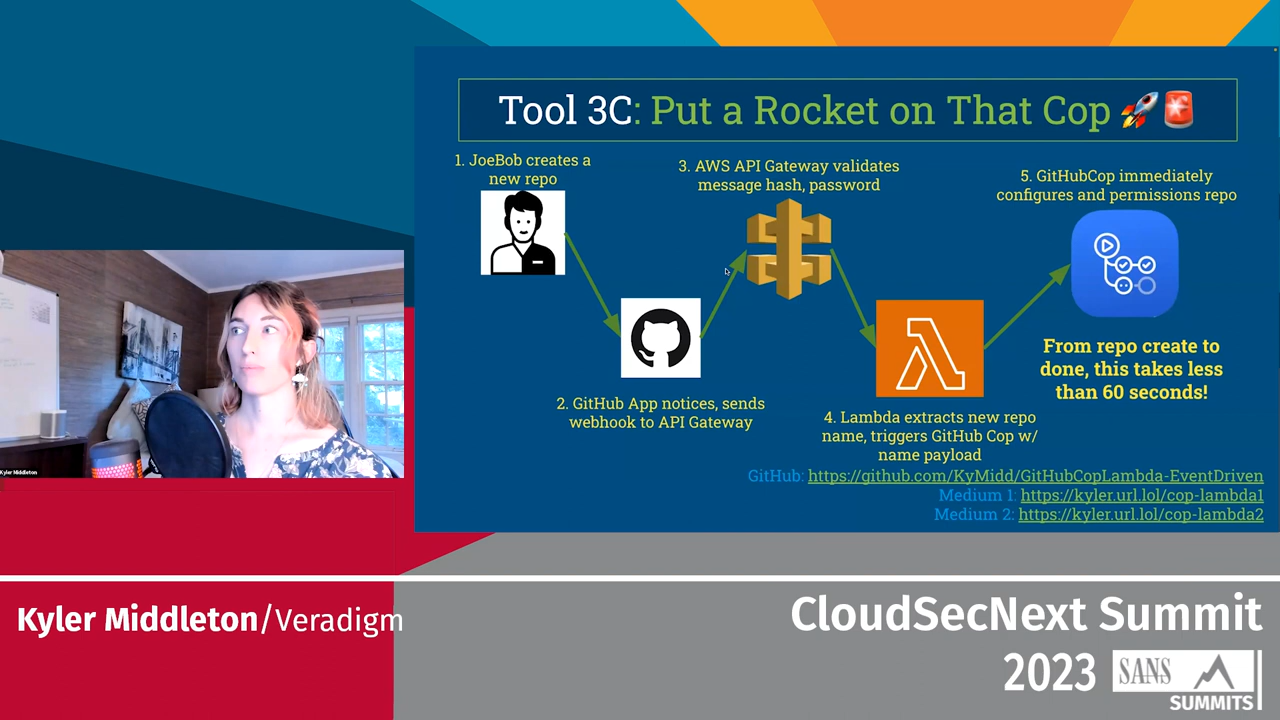 Tool 3C: Put a Rocket on That Cop
1. JoeBob creates a
new repo
3. AWS API Gateway validates
message hash, password
5. GitHubCop immediately
configures and permissions repo
2. GitHub App notices, sends
webhook to API Gateway
4. Lambda extracts new repo
name, triggers GitHub Cop w/
name payload
From repo create to
done, this takes less
than 60 seconds!
GitHub: https://github.com/KyMidd/GitHubCopLambda-EventDriven
Medium 1: https://kyler.url.lol/cop-lambda1
Medium 2: https://kyler.url.lol/cop-lambda2
Kyler Middleton
Kyler Middleton/Veradigm
CloudSecNext Summit
2023
SANS
SUMMITS